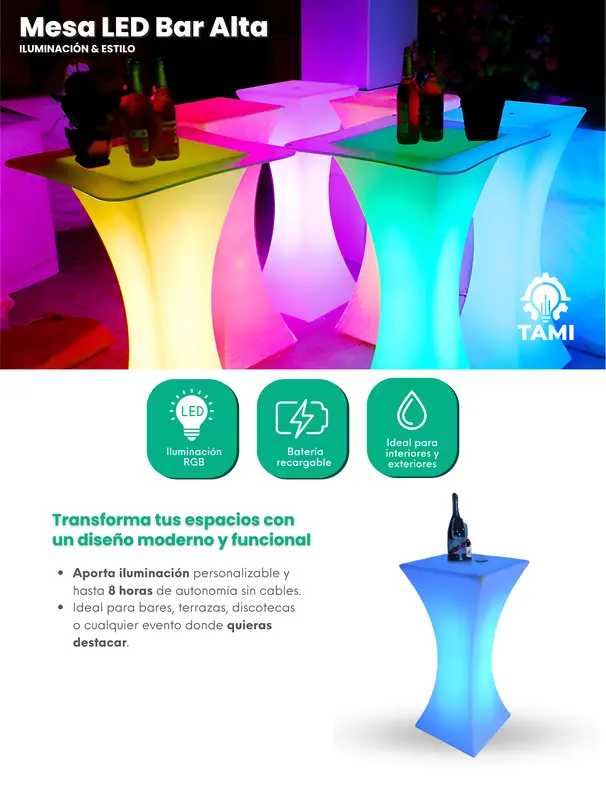 Mesa LED Bar Alta
ILUMINACIÓN & ESTILO
TAMI
LED
Iluminación
RGB
Batería
recargable
Ideal para
interiores y
exteriores
Transforma tus espacios con
un diseño moderno y funcional
• Aporta iluminación personalizable y
hasta 8 horas de autonomía sin cables.
• Ideal para bares, terrazas, discotecas
o cualquier evento donde quieras
destacar.